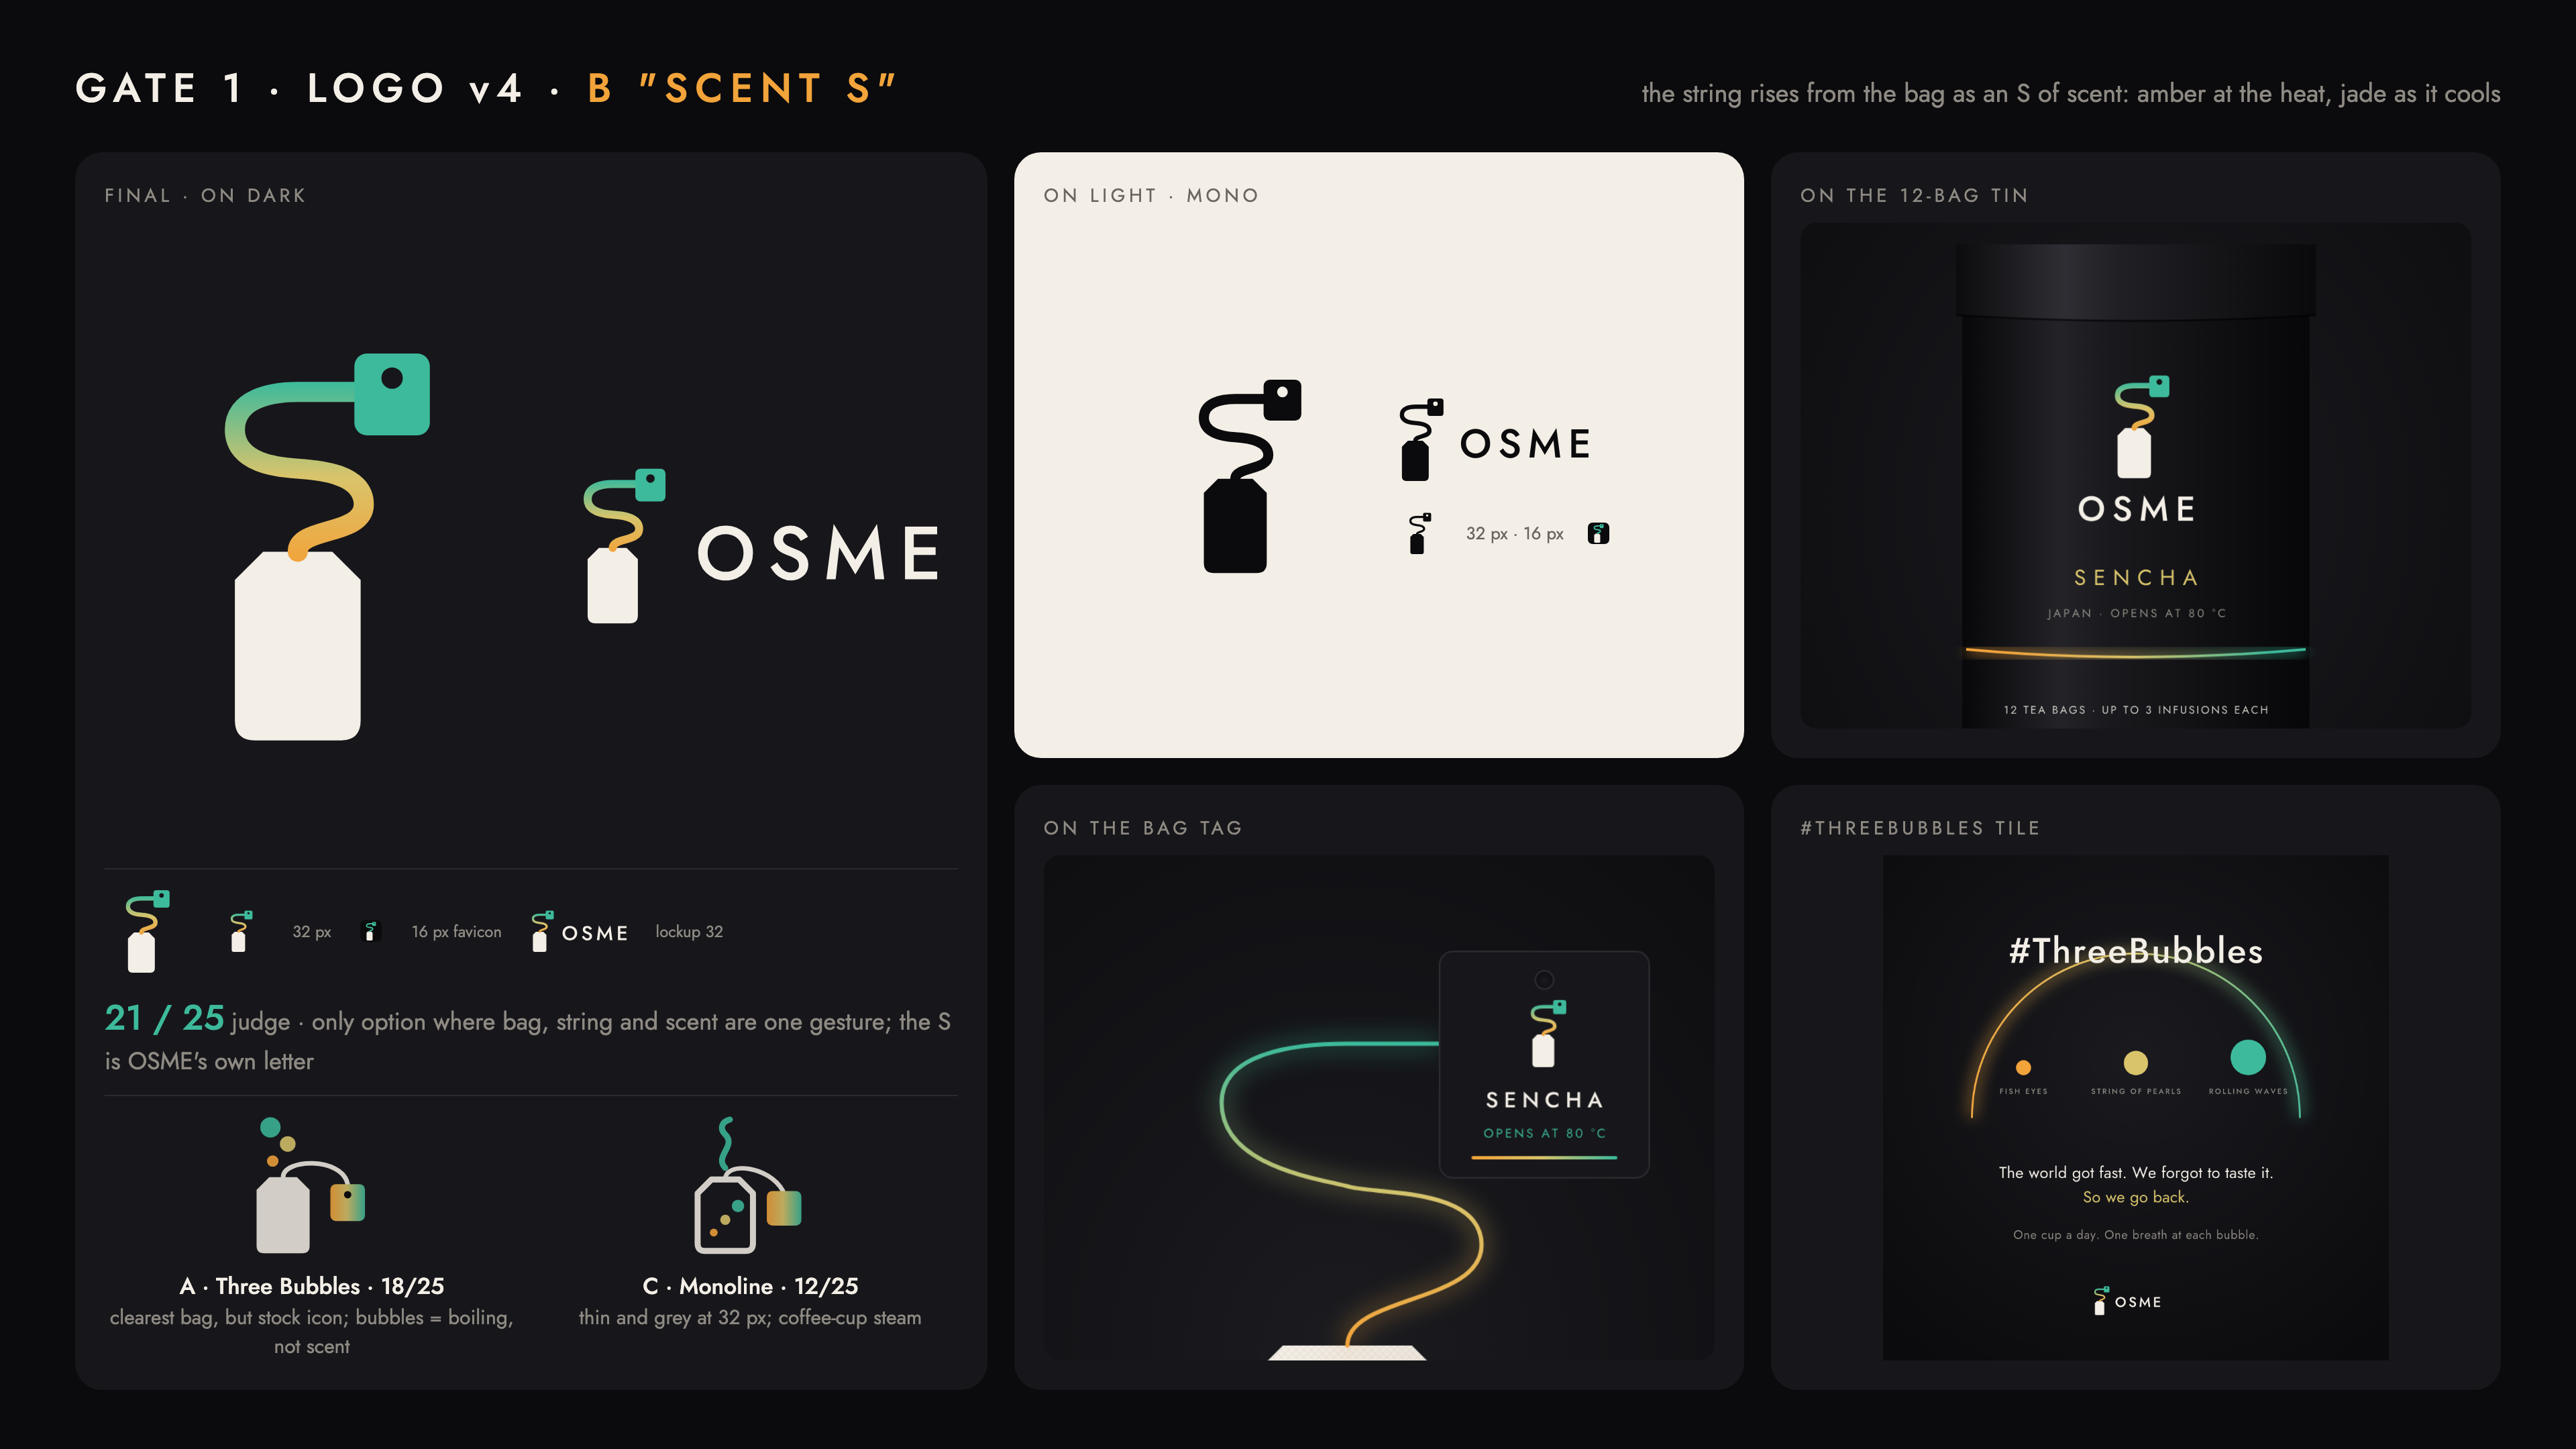 GATE 1 · LOGO v4 · B "SCENT S"
the string rises from the bag as an S of scent: amber at the heat, jade as it cools
FINAL · ON DARK
OSME
32 px
16 px favicon
OSME
lockup 32
21 / 25 judge · only option where bag, string and scent are one gesture; the S
is OSME's own letter
A · Three Bubbles · 18/25
clearest bag, but stock icon; bubbles = boiling,
not scent
C · Monoline · 12/25
thin and grey at 32 px; coffee-cup steam
ON LIGHT · MONO
OSME
32 px · 16 px
ON THE 12-BAG TIN
OSME
SENCHA
JAPAN · OPENS AT 80 °C
12 TEA BAGS · UP TO 3 INFUSIONS EACH
ON THE BAG TAG
SENCHA
OPENS AT 80 °C
#THREEBUBBLES TILE
#ThreeBubbles
FISH EYES
STRING OF PEARLS
ROLLING WAVES
The world got fast. We forgot to taste it.
So we go back.
One cup a day. One breath at each bubble.
OSME